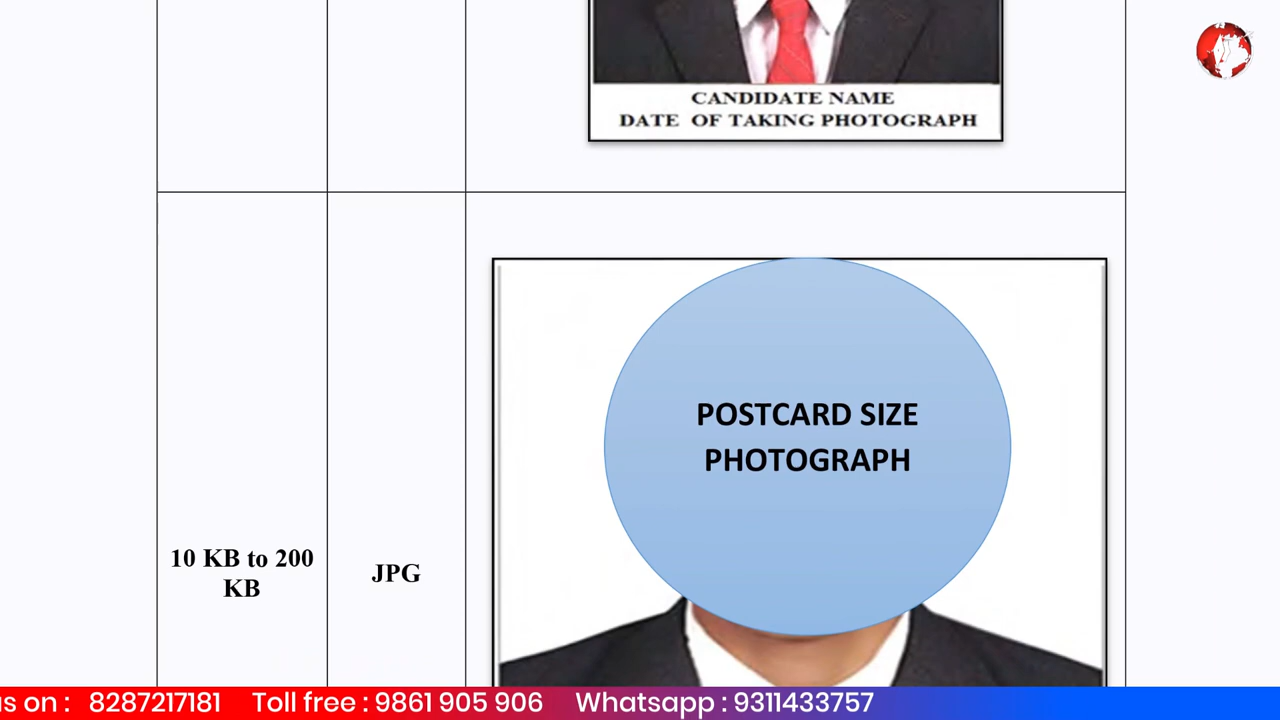 CANDIDATE NAME
DATE OF TAKING PHOTOGRAPH
POSTCARD SIZE
PHOTOGRAPH
10 KB to 200
KB
JPG
us on : 8287217181 Toll free : 9861 905 906 Whatsapp : 9311433757